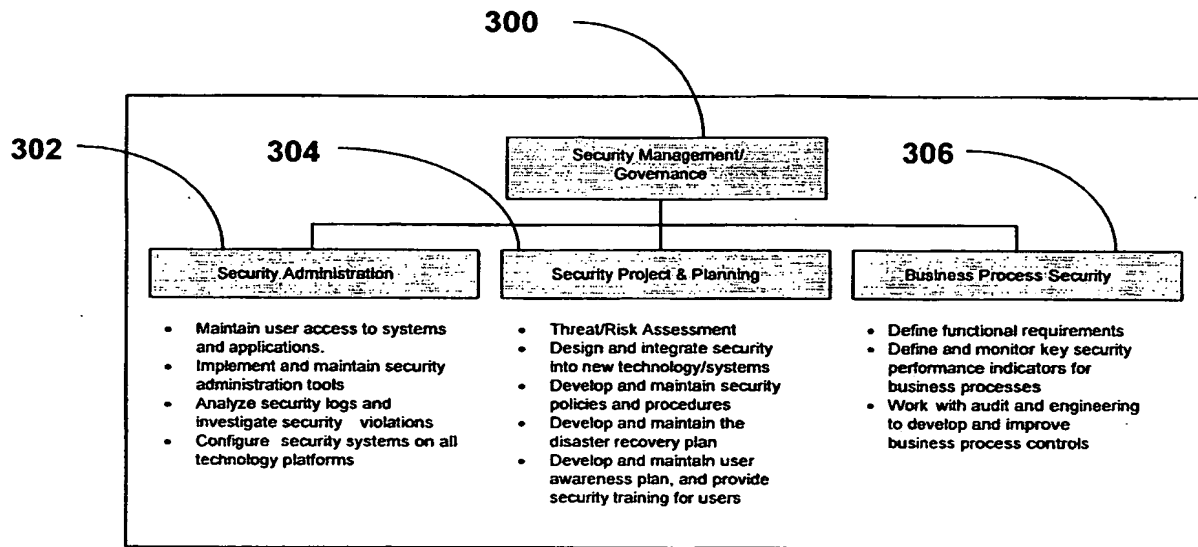 300
302
304
306
Security Management/
Governance
Security Administration
Security Project & Planning
Business Process Security
• Maintain user access to systems
and applications.
• Implement and maintain security
administration tools
• Analyze security logs and
investigate security violations
• Configure security systems on all
technology platforms
• Threat/Risk Assessment
• Design and integrate security
into new technology/systems
• Develop and maintain security
policies and procedures
• Develop and maintain the
disaster recovery plan
• Develop and maintain user
awareness plan, and provide
security training for users
• Define functional requirements
• Define and monitor key security
performance indicators for
business processes
• Work with audit and engineering
to develop and improve
business process controls